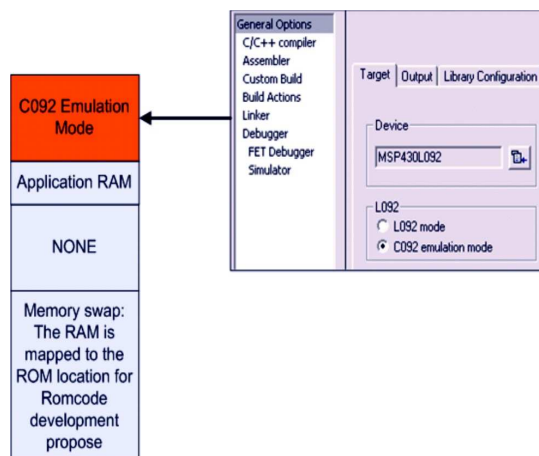 General Options
C/C++ compiler
Assembler
Custom Build
Build Actions
Linker
Debugger
FET Debugger
Simulator
Target
Output
Library Configuration
Device
MSP430L092
L092
L092 mode
C092 emulation mode
C092 Emulation
Mode
Application RAM
NONE
Memory swap:
The RAM is
mapped to the
ROM location for
Romcode
development
propose